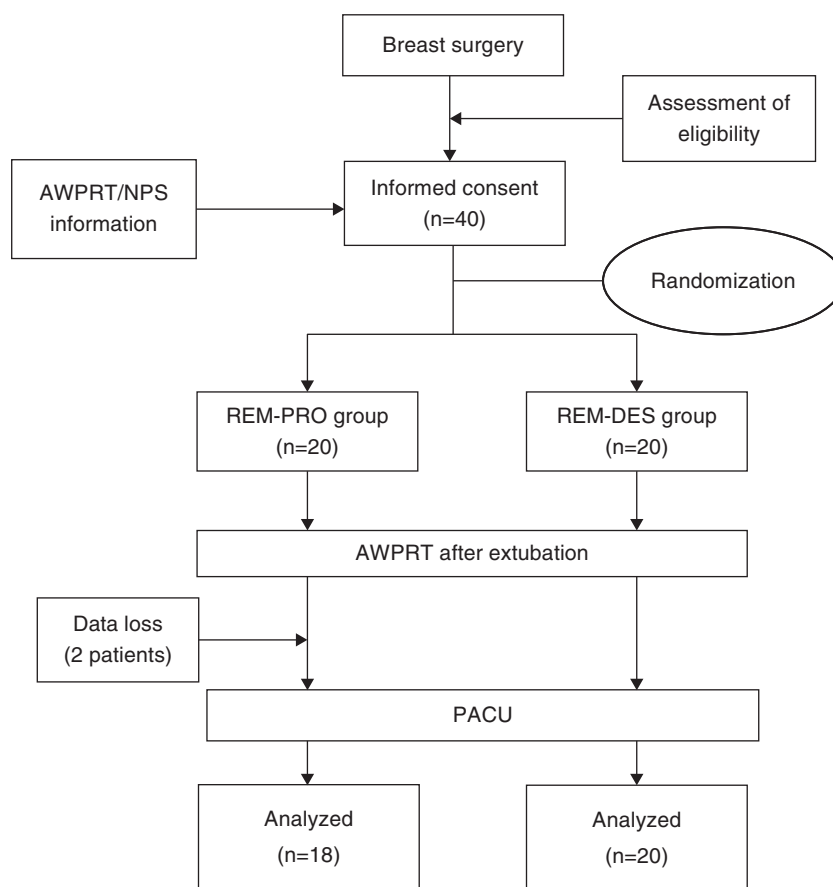 Breast surgery
Assessment of
eligibility
AWPRT/NPS
information
Informed consent
(n=40)
Randomization
REM-PRO group
(n=20)
REM-DES group
(n=20)
AWPRT after extubation
Data loss
(2 patients)
PACU
Analyzed
(n=18)
Analyzed
(n=20)